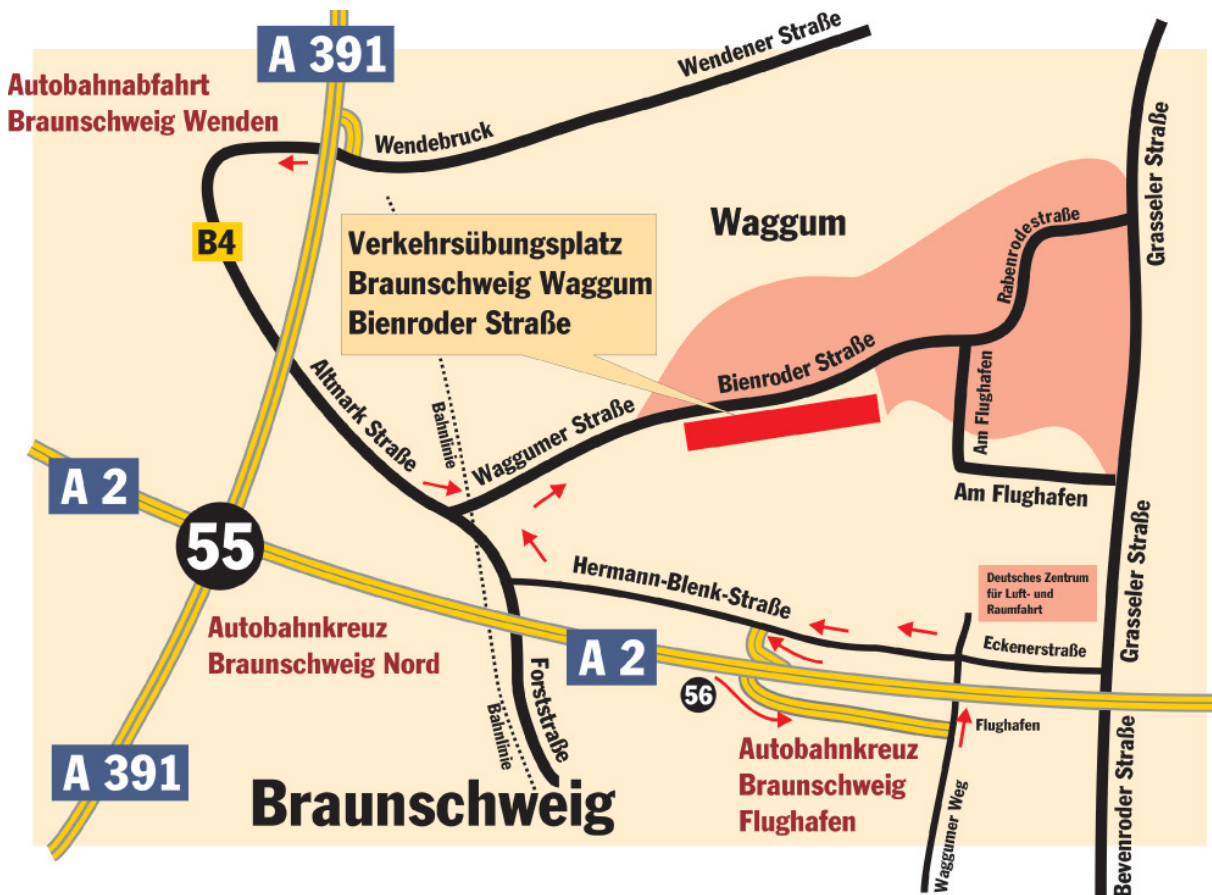 A 391
Wendener Straße
Autobahnabfahrt
Braunschweig Wenden
Wendebruck
Grasseler Straße
B4
Verkehrsübungsplatz
Braunschweig Waggum
Bienroder Straße
Waggum
Rabenrodestraße
Bienroder Straße
Altmark Straße
Bahnlinie
Waggumer Straße
Am Flughafen
A 2
Am Flughafen
55
Hermann-Blenk-Straße
Deutsches Zentrum
für Luft- und
Raumfahrt
Grasseler Straße
Autobahnkreuz
Braunschweig Nord
A 2
Eckenerstraße
56
Forststraße
Bahnlinie
Flughafen
Autobahnkreuz
Braunschweig
Flughafen
A 391
Braunschweig
Waggumer Weg
Bevenroder Straße